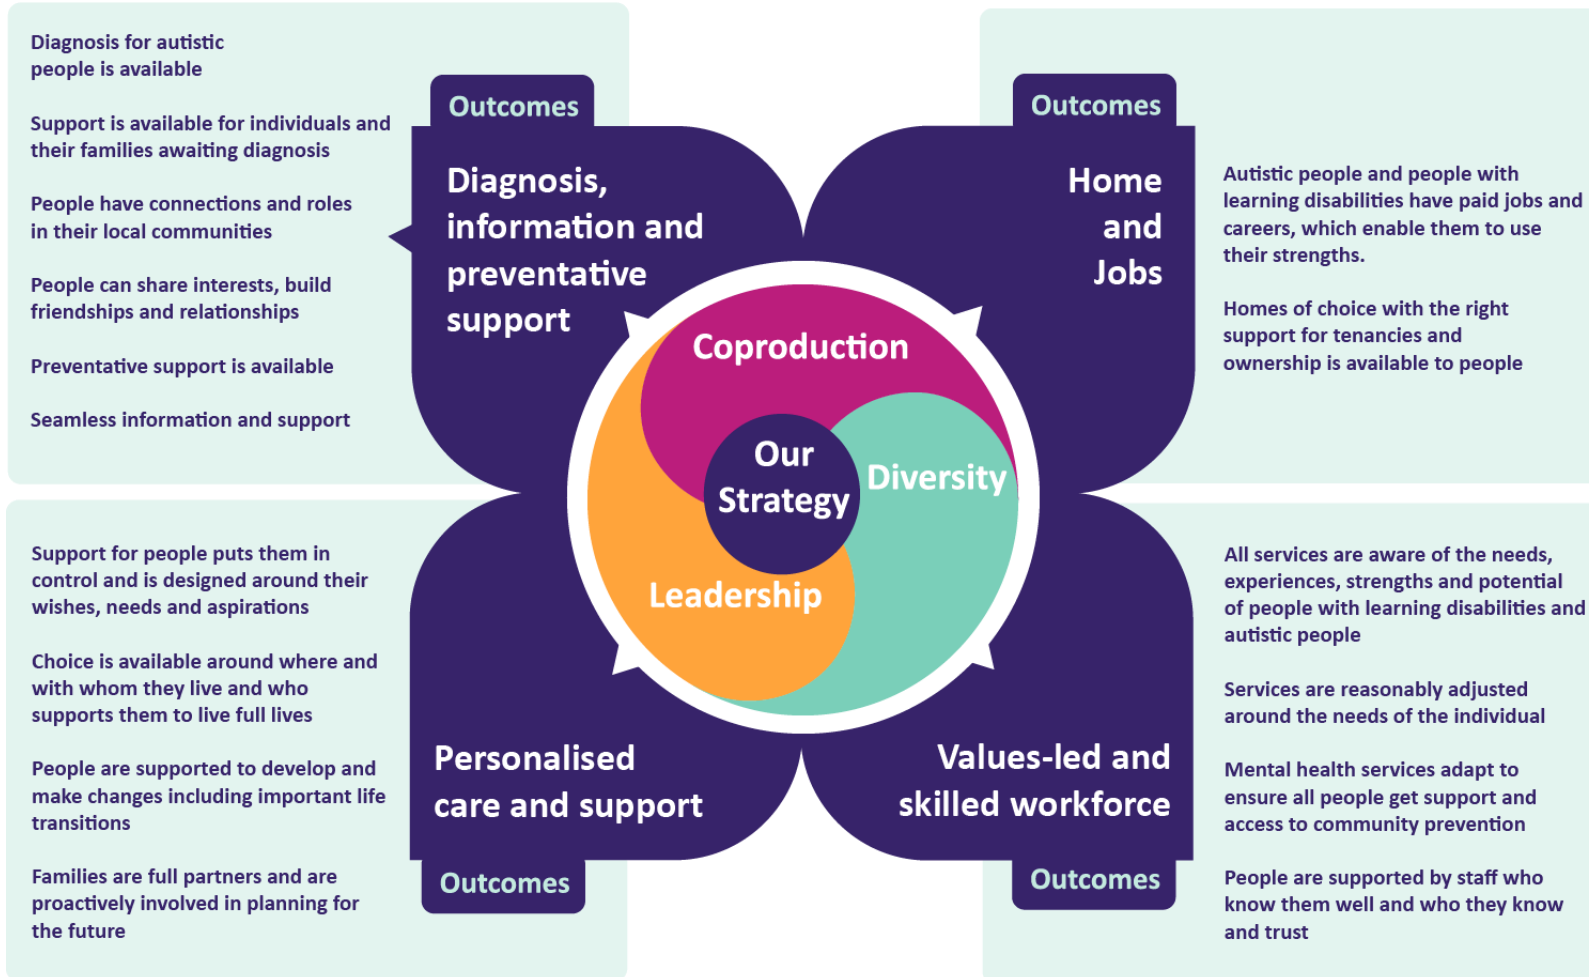 Diagnosis for autistic
people is available
Support is available for individuals and
their families awaiting diagnosis
People have connections and roles
in their local communities
People can share interests, build
friendships and relationships
Preventative support is available
Seamless information and support
Outcomes
Diagnosis,
information and
preventative
support
Outcomes
Home
and
Jobs
Autistic people and people with
learning disabilities have paid jobs and
careers, which enable them to use
their strengths.
Homes of choice with the right
support for tenancies and
ownership is available to people
Coproduction
Our
Strategy
Diversity
Leadership
Support for people puts them in
control and is designed around their
wishes, needs and aspirations
Choice is available around where and
with whom they live and who
supports them to live full lives
People are supported to develop and
make changes including important life
transitions
Families are full partners and are
proactively involved in planning for
the future
Personalised
care and support
Outcomes
Values-led and
skilled workforce
Outcomes
All services are aware of the needs,
experiences, strengths and potential
of people with learning disabilities and
autistic people
Services are reasonably adjusted
around the needs of the individual
Mental health services adapt to
ensure all people get support and
access to community prevention
People are supported by staff who
know them well and who they know
and trust